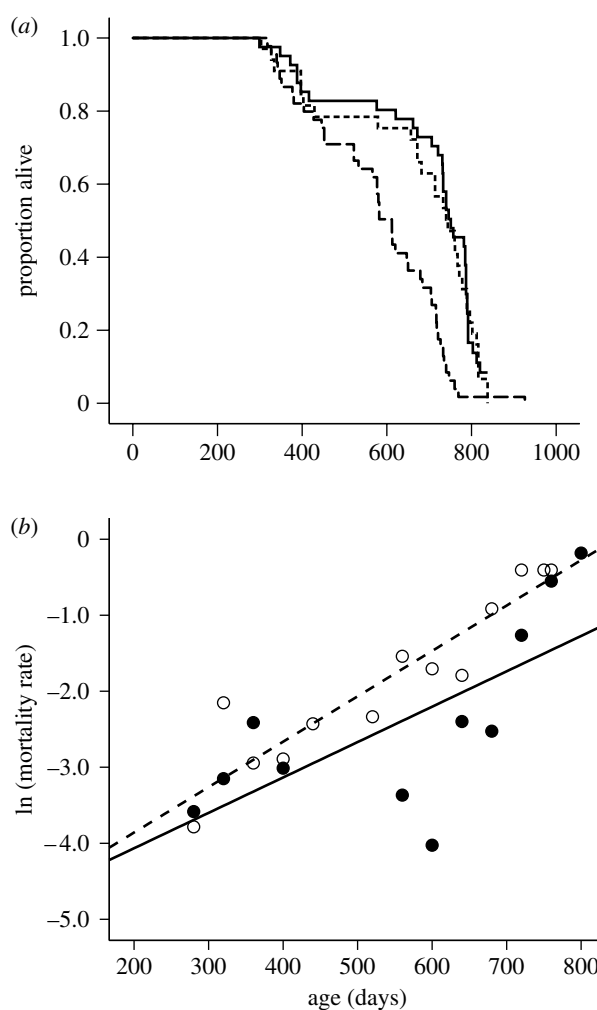 (a)
1.0
0.8
0.6
0.4
0.2
0
proportion alive
0 200 400 600 800 1000
(b)
0
–1.0
–2.0
–3.0
–4.0
–5.0
ln (mortality rate)
200 300 400 500 600 700 800
age (days)